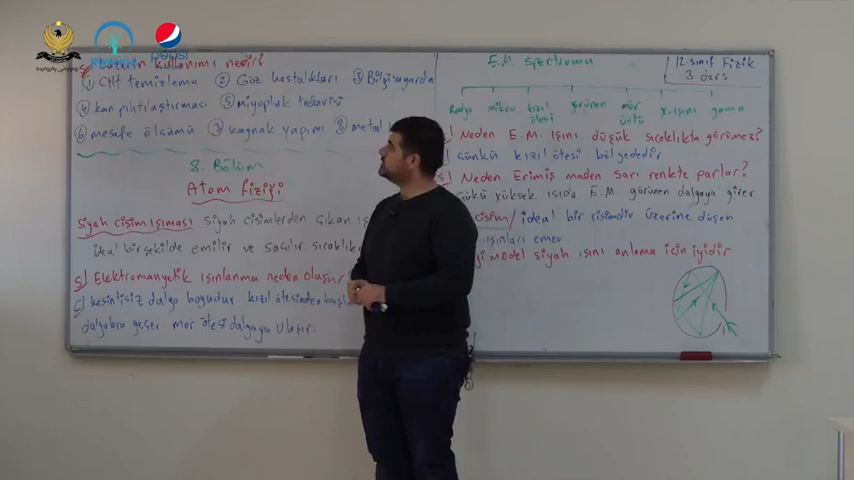 pepsi
Lazerin kullanımı nedir?
① Cilt temizleme ② Göz hastalıkları ③ Bilgisayarda
④ kan pıhtılaştırması ⑤ miyopluk tedavisi
⑥ mesafe ölçümü ⑦ kaynak yapımı ⑧ metal
8. Bölüm
Atom fiziği
Siyah cisim ışıması siyah cisimlerden çıkan
ideal bir şekilde emilir ve saçılır sıcaklık
S/ Elektromanyetik ışınlanma neden oluşur
C/ kesintisiz dalga boyudur kızıl ötesinden
dalgaya geçer mor ötesi dalgaya ulaşır.
E.M spectrumu
12. sınıf Fizik
3. ders
Radyo mikro kızıl ötesi görünen mor üstü x-ışını gama
Neden E.M. ışını düşük sıcaklıkta görünmez?
günkü kızıl ötesi bölgededir
Neden Erimiş maden sarı renkte parlar?
yüksek ısıda E.M görünen dalgaya girer
cisim/ ideal bir cisimdir üzerine düşen
ışınları emer
model siyah ışını anlama için iyidir